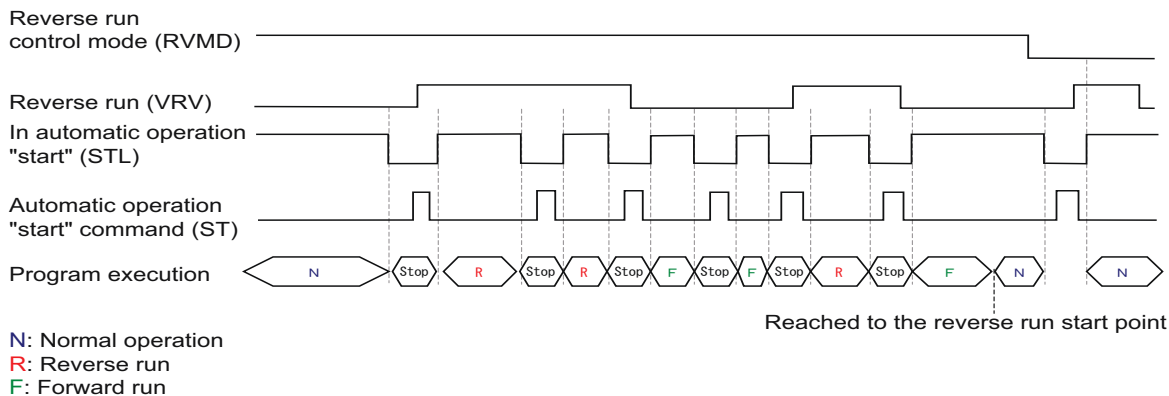 Reverse run
control mode (RVMD)
Reverse run (VRV)
In automatic operation
"start" (STL)
Automatic operation
"start" command (ST)
Program execution
N Stop R Stop R Stop F Stop F Stop R Stop F N N
Reached to the reverse run start point
N: Normal operation
R: Reverse run
F: Forward run